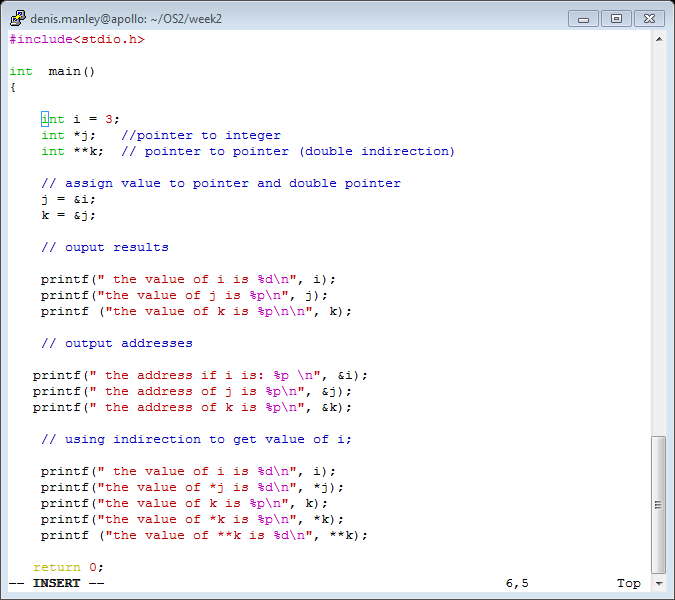 denis.manley@apollo: ~/OS2/week2
#include<stdio.h>
int  main()
{
int i = 3;
int *j;   //pointer to integer
int **k;  // pointer to pointer (double indirection)
// assign value to pointer and double pointer
j = &i;
k = &j;
// ouput results
printf(" the value of i is %d\n", i);
printf("the value of j is %p\n", j);
printf ("the value of k is %p\n\n", k);
// output addresses
printf(" the address if i is: %p \n", &i);
printf(" the address of j is %p\n", &j);
printf(" the address of k is %p\n", &k);
// using indirection to get value of i;
printf(" the value of i is %d\n", i);
printf("the value of *j is %d\n", *j);
printf("the value of k is %p\n", k);
printf("the value of *k is %p\n", *k);
printf ("the value of **k is %d\n", **k);
return 0;
-- INSERT --                                                  6,5           Top